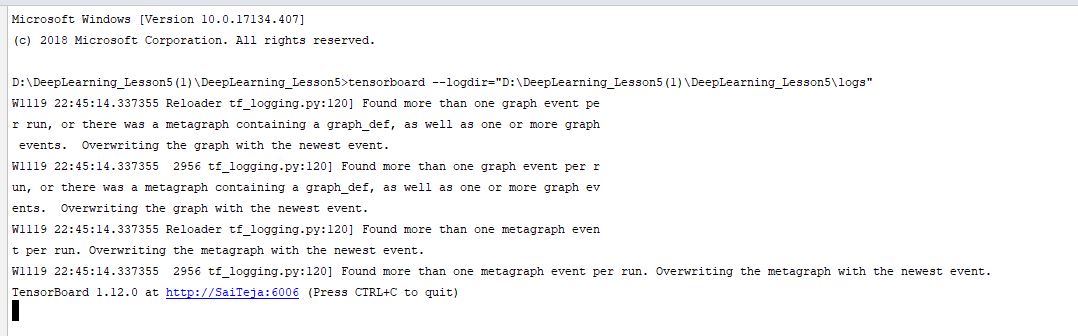 Microsoft Windows [Version 10.0.17134.407]
(c) 2018 Microsoft Corporation. All rights reserved.
D:\DeepLearning_Lesson5(1)\DeepLearning_Lesson5>tensorboard --logdir="D:\DeepLearning_Lesson5(1)\DeepLearning_Lesson5\logs"
W1119 22:45:14.337355 Reloader tf_logging.py:120] Found more than one graph event pe
r run, or there was a metagraph containing a graph_def, as well as one or more graph
 events.  Overwriting the graph with the newest event.
W1119 22:45:14.337355  2956 tf_logging.py:120] Found more than one graph event per r
un, or there was a metagraph containing a graph_def, as well as one or more graph ev
ents.  Overwriting the graph with the newest event.
W1119 22:45:14.337355 Reloader tf_logging.py:120] Found more than one metagraph even
t per run. Overwriting the metagraph with the newest event.
W1119 22:45:14.337355  2956 tf_logging.py:120] Found more than one metagraph event per run. Overwriting the metagraph with the newest event.
TensorBoard 1.12.0 at http://SaiTeja:6006 (Press CTRL+C to quit)